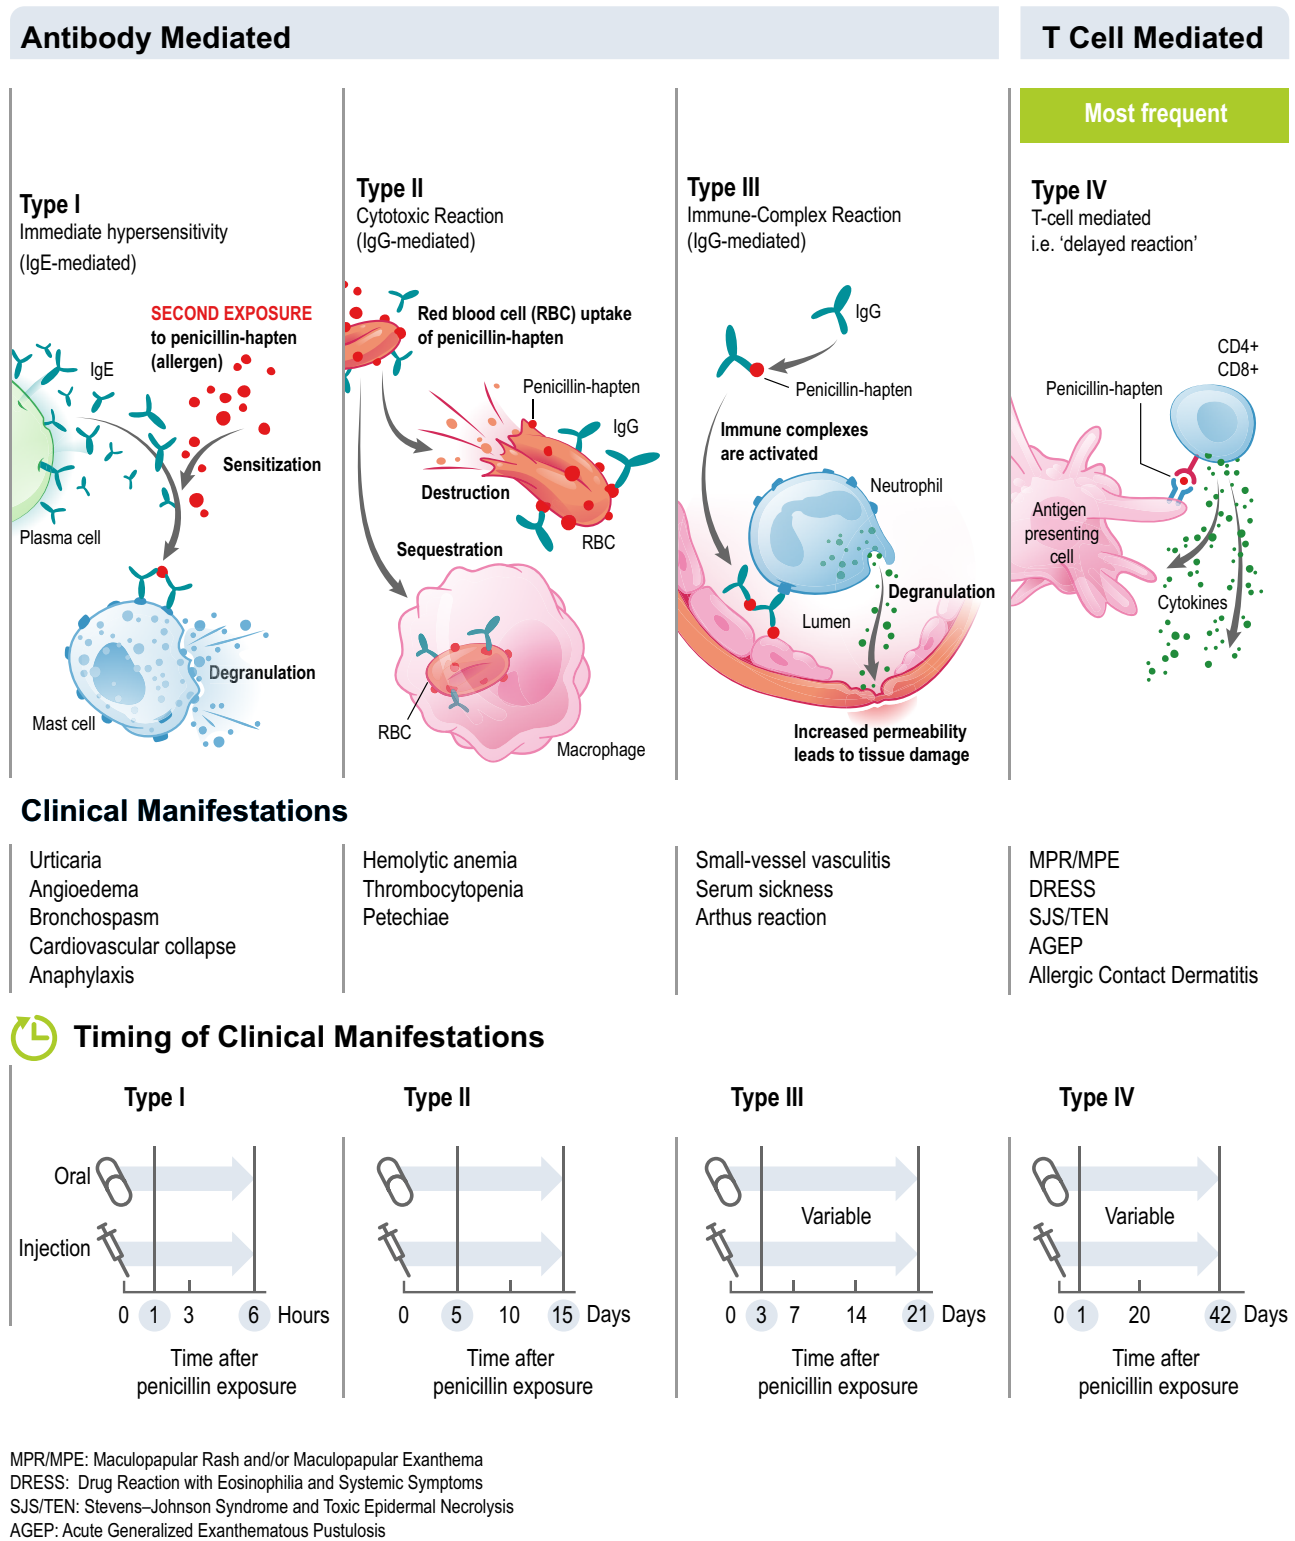 Antibody Mediated
T Cell Mediated
Most frequent
Type I
Immediate hypersensitivity
(IgE-mediated)
SECOND EXPOSURE
to penicillin-hapten
(allergen)
IgE
Sensitization
Plasma cell
Degranulation
Mast cell
Type II
Cytotoxic Reaction
(IgG-mediated)
Red blood cell (RBC) uptake
of penicillin-hapten
Penicillin-hapten
IgG
Destruction
RBC
Sequestration
RBC
Macrophage
Type III
Immune-Complex Reaction
(IgG-mediated)
IgG
Penicillin-hapten
Immune complexes
are activated
Neutrophil
Degranulation
Lumen
Increased permeability
leads to tissue damage
Type IV
T-cell mediated
i.e. ‘delayed reaction’
CD4+
CD8+
Penicillin-hapten
Antigen
presenting
cell
Cytokines
Clinical Manifestations
Urticaria
Angioedema
Bronchospasm
Cardiovascular collapse
Anaphylaxis
Hemolytic anemia
Thrombocytopenia
Petechiae
Small-vessel vasculitis
Serum sickness
Arthus reaction
MPR/MPE
DRESS
SJS/TEN
AGEP
Allergic Contact Dermatitis
Timing of Clinical Manifestations
Type I
Oral
Injection
0 1 3 6 Hours
Time after
penicillin exposure
Type II
0 5 10 15 Days
Time after
penicillin exposure
Type III
Variable
0 3 7 14 21 Days
Time after
penicillin exposure
Type IV
Variable
0 1 20 42 Days
Time after
penicillin exposure
MPR/MPE: Maculopapular Rash and/or Maculopapular Exanthema
DRESS: Drug Reaction with Eosinophilia and Systemic Symptoms
SJS/TEN: Stevens–Johnson Syndrome and Toxic Epidermal Necrolysis
AGEP: Acute Generalized Exanthematous Pustulosis